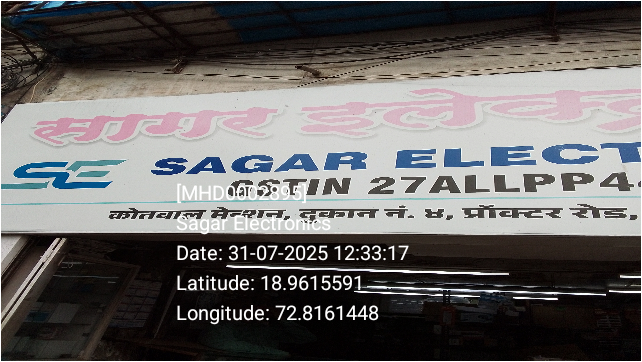 सागर इलेक्ट्र
SE SAGAR ELECT
GSTIN 27ALLPP4
कोतवाल मेन्शन, दुकान नं. ४, प्रॉक्टर रोड,
[MHD0002895]
Sagar Electronics
Date: 31-07-2025 12:33:17
Latitude: 18.9615591
Longitude: 72.8161448